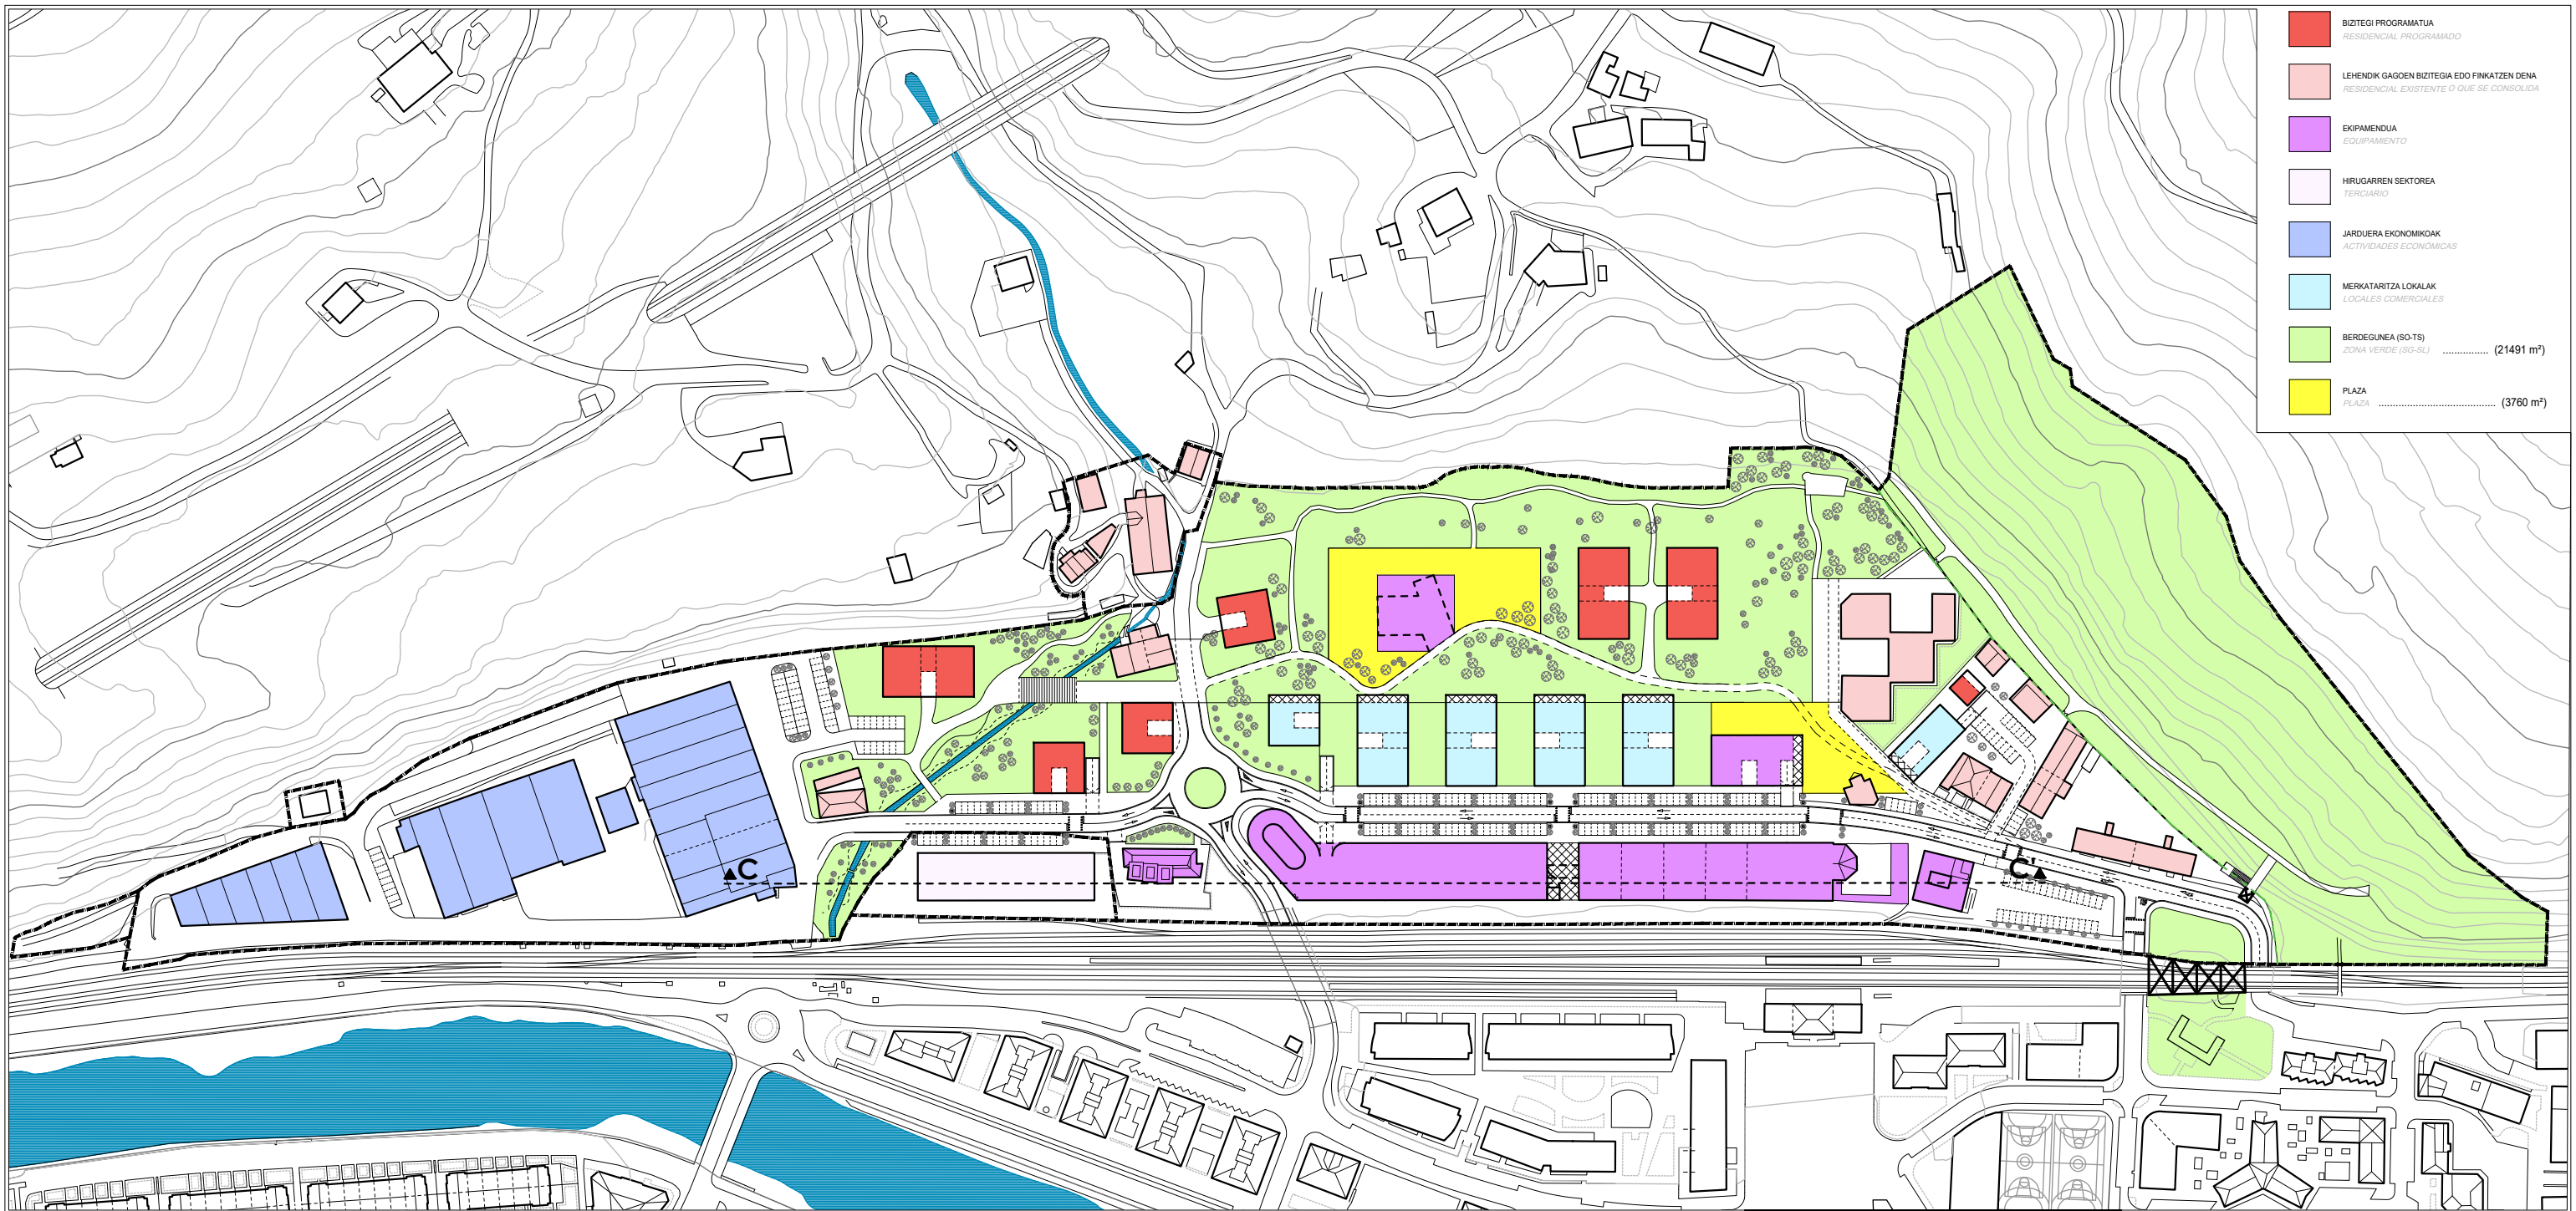 BIZITEGI PROGRAMATUA
RESIDENCIAL PROGRAMADO
LEHENDIK GAGOEN BIZITEGIA EDO FINKATZEN DENA
RESIDENCIAL EXISTENTE O QUE SE CONSOLIDA
EKIPAMENDUA
EQUIPAMIENTO
HIRUGARREN SEKTOREA
TERCIARIO
JARDUERA EKONOMIKOAK
ACTIVIDADES ECONÓMICAS
MERKATARITZA LOKALAK
LOCALES COMERCIALES
BERDEGUNEA (SO-TS)
ZONA VERDE (SG-SL) ................ (21491 m²)
PLAZA
PLAZA ......................................... (3760 m²)
C
C'